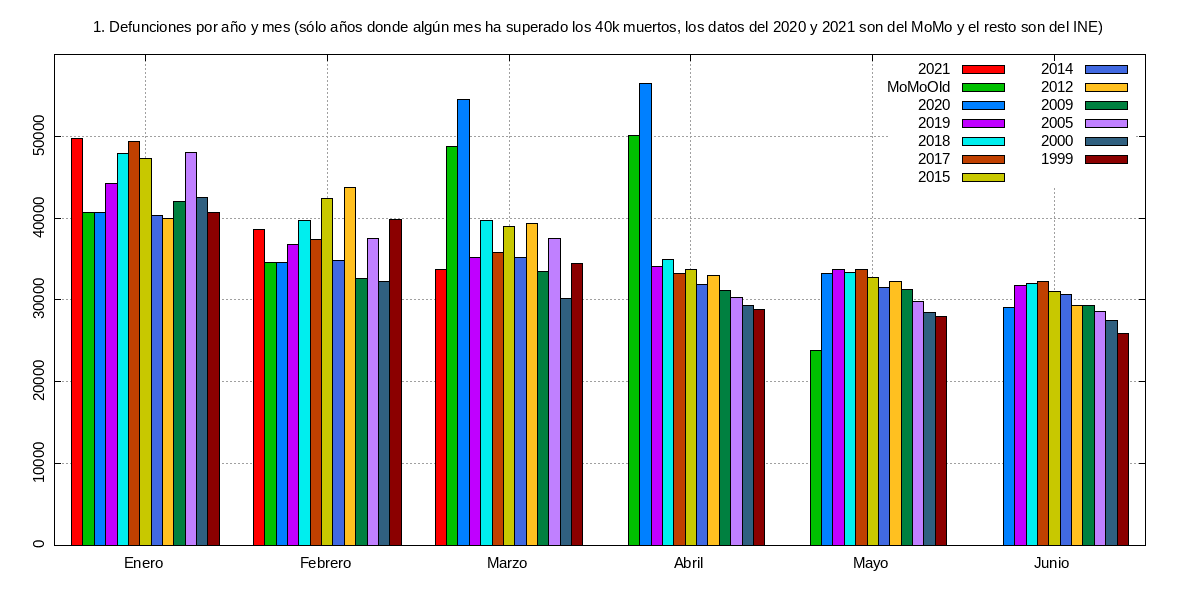 1. Defunciones por año y mes (sólo años donde algún mes ha superado los 40k muertos, los datos del 2020 y 2021 son del MoMo y el resto son del INE)
50000
40000
30000
20000
10000
0
2021
MoMoOld
2020
2019
2018
2017
2015
2014
2012
2009
2005
2000
1999
Enero
Febrero
Marzo
Abril
Mayo
Junio